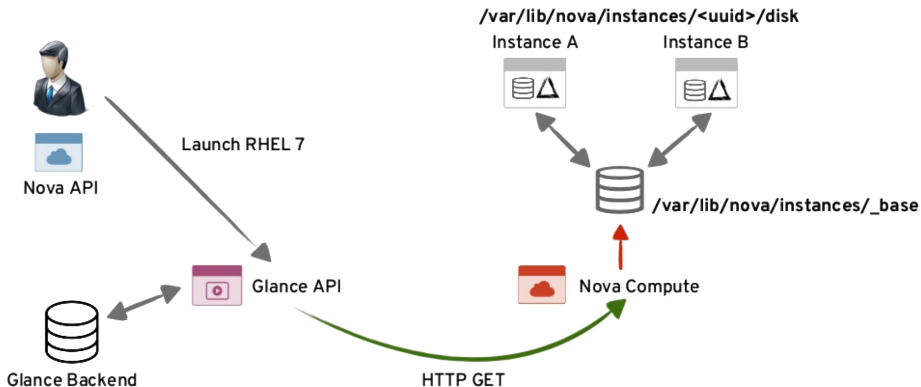 /var/lib/nova/instances/<uuid>/disk
Instance A
Instance B
Launch RHEL 7
Nova API
/var/lib/nova/instances/_base
Glance API
Nova Compute
Glance Backend
HTTP GET